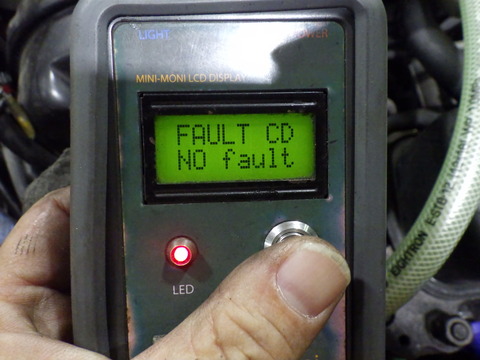 LIGHT
POWER
MINI-MONI LCD DISPLAY
FAULT CD
NO fault
LED